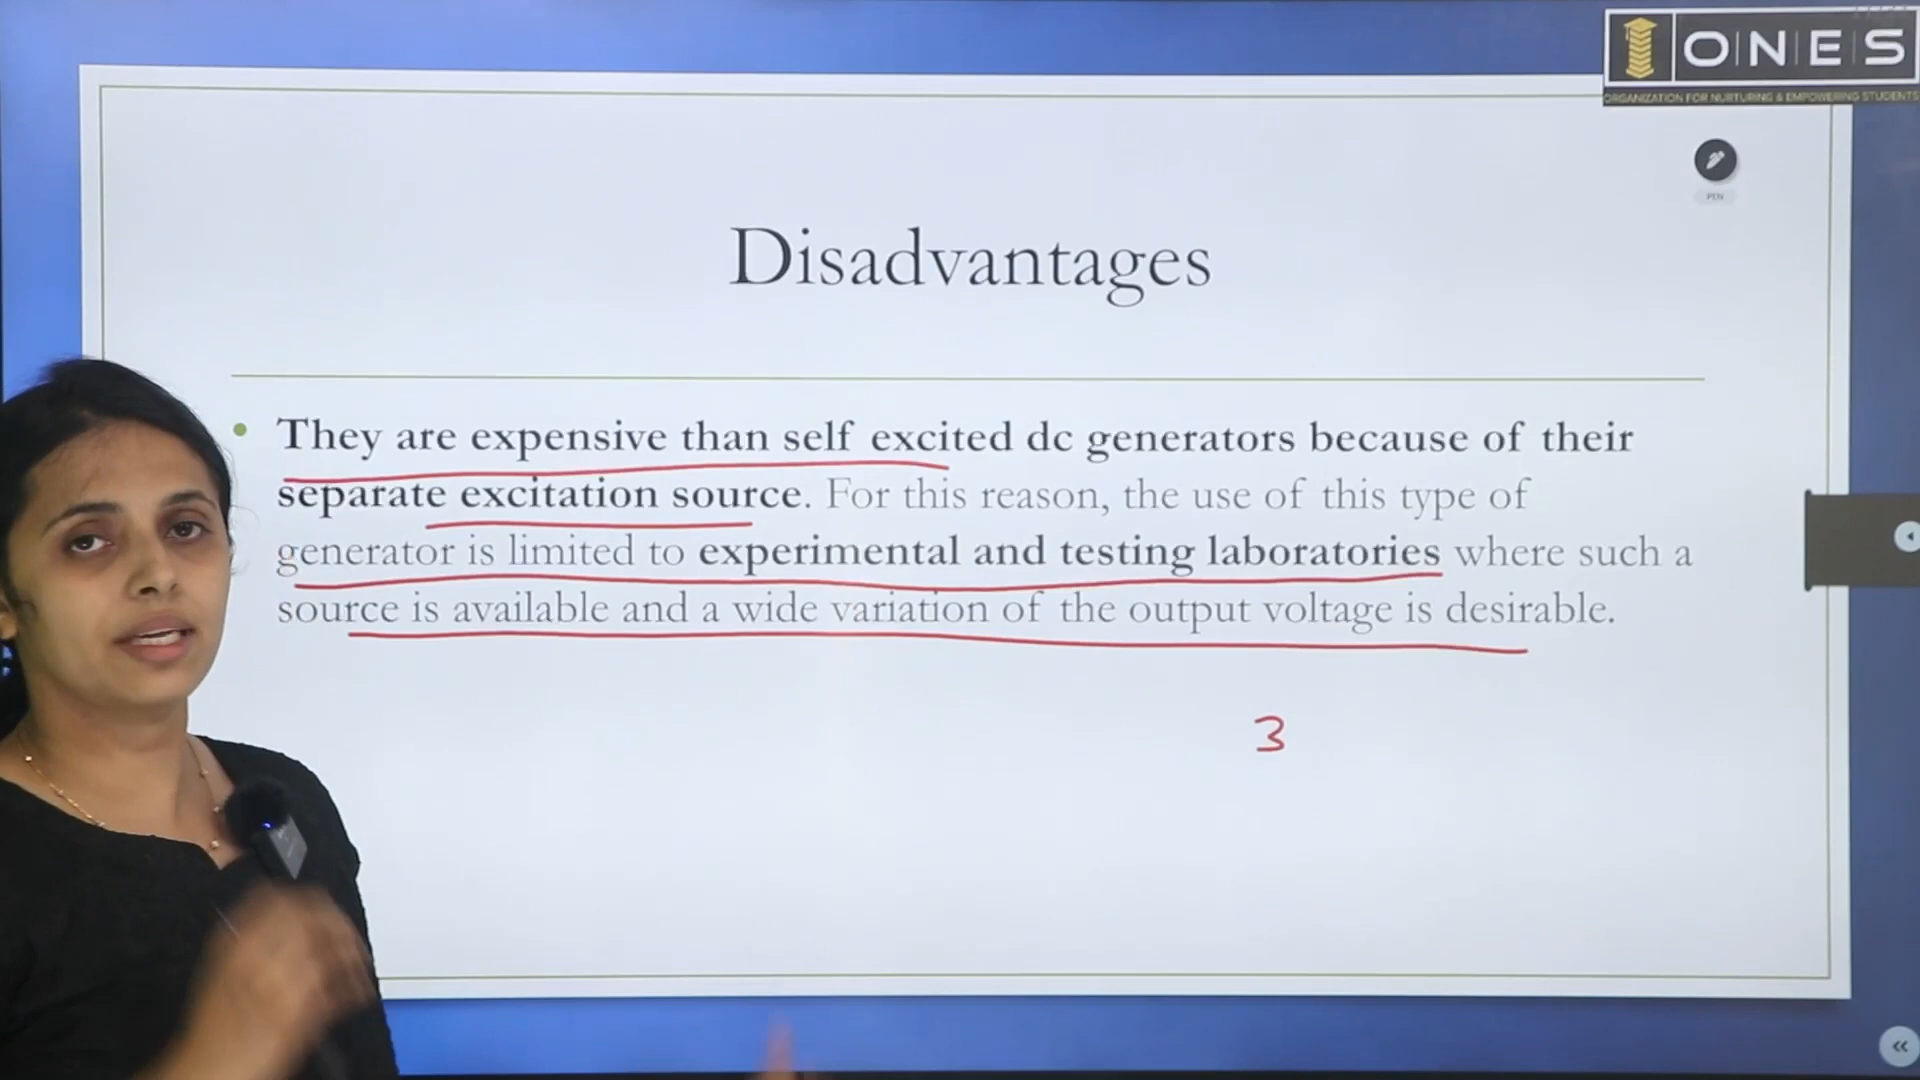 ONES
ORGANIZATION FOR NURTURING & EMPOWERING STUDENTS
PEN
Disadvantages
• They are expensive than self excited dc generators because of their
separate excitation source. For this reason, the use of this type of
generator is limited to experimental and testing laboratories where such a
source is available and a wide variation of the output voltage is desirable.
3